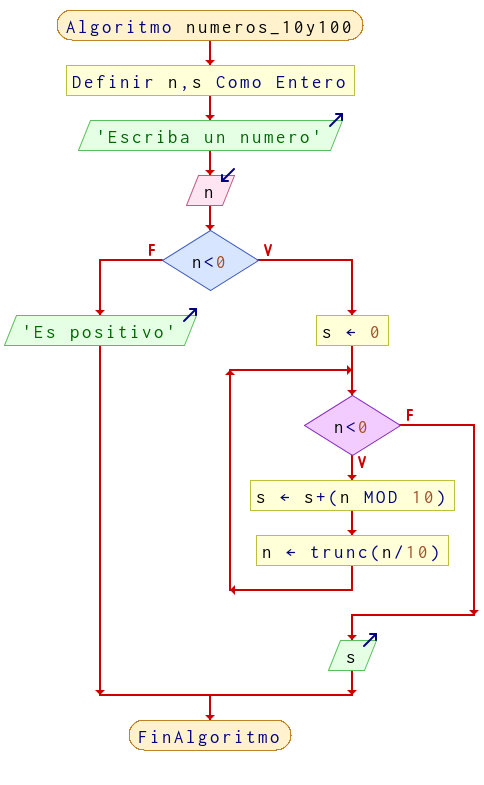 Algoritmo numeros_10y100
Definir n,s Como Entero
'Escriba un numero'
n
n<0
F
V
'Es positivo'
s ← 0
n<0
F
V
s ← s+(n MOD 10)
n ← trunc(n/10)
s
FinAlgoritmo